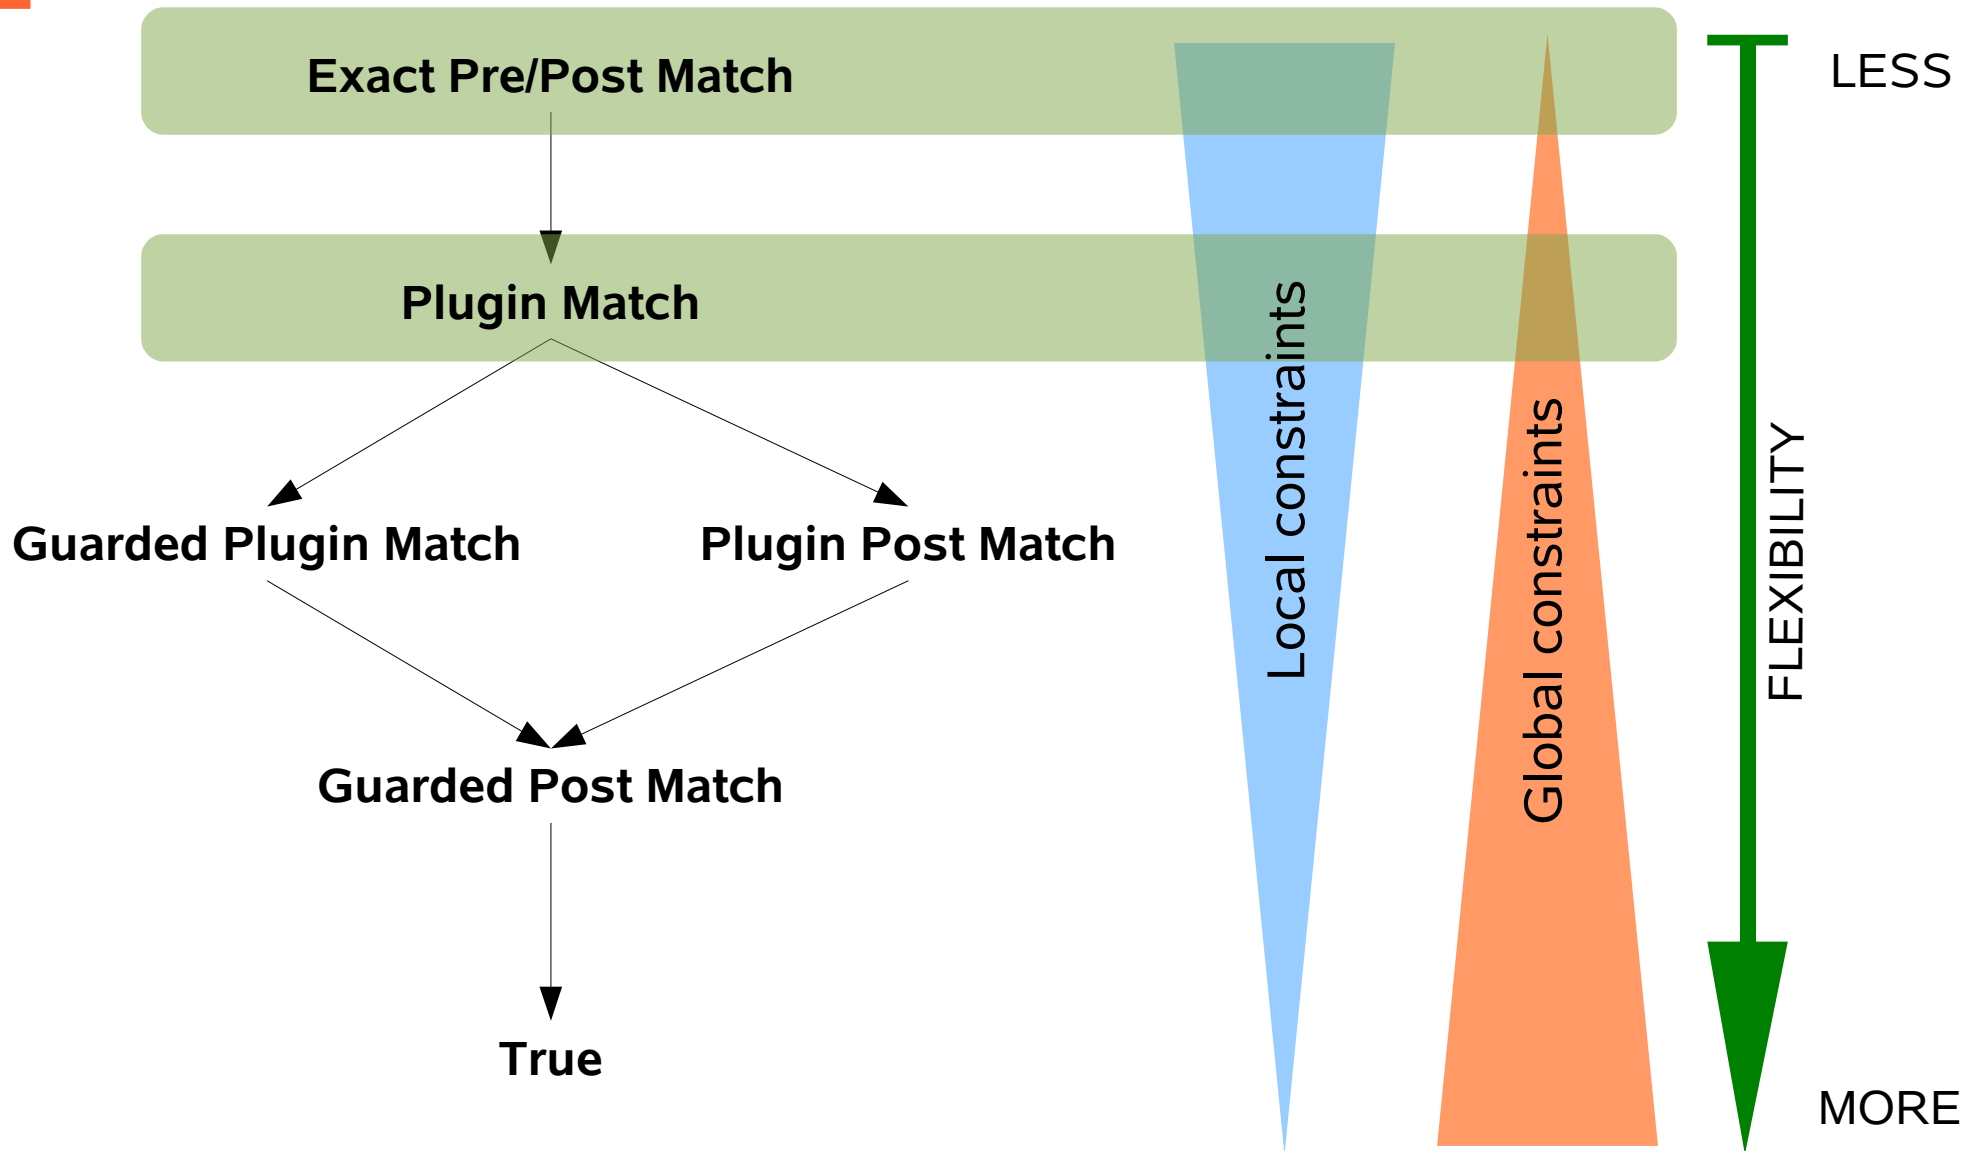 Exact Pre/Post Match
LESS
Plugin Match
Guarded Plugin Match
Plugin Post Match
Local constraints
Global constraints
FLEXIBILITY
Guarded Post Match
True
MORE